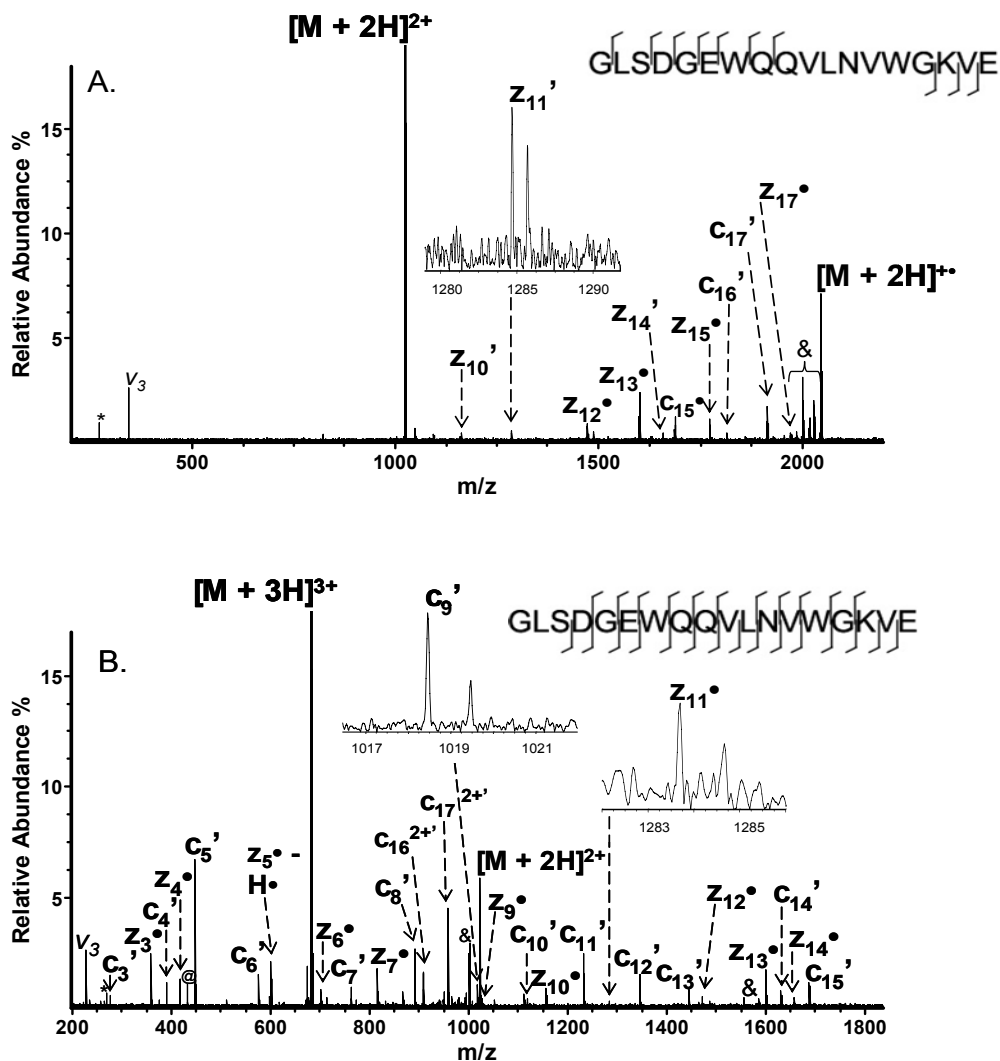 [M + 2H]2+
A.
GLSDGEWQQVLNVWGKVE
z11’
Relative Abundance %
15
10
5
1280 1285 1290
z17•
c17’
[M + 2H]+•
c16’
z14’
z15•
&
z10’
z13•
z12•
c15•
v3
*
500 1000 1500 2000
m/z
[M + 3H]3+
c9’
GLSDGEWQQVLNVWGKVE
B.
z11•
Relative Abundance %
15
10
5
1017 1019 1021
1283 1285
c17 2+’
c16 2+’
[M + 2H]2+
c5’
z5• -
H•
z4•
c8’
z9•
z12•
c14’
c4’
v3
z3•
c3’
*
@
c6’
z6•
c7’
z7•
&
c10’
c11’
z10•
c12’
c13’
z13•
&
z14•
c15’
200 400 600 800 1000 1200 1400 1600 1800
m/z